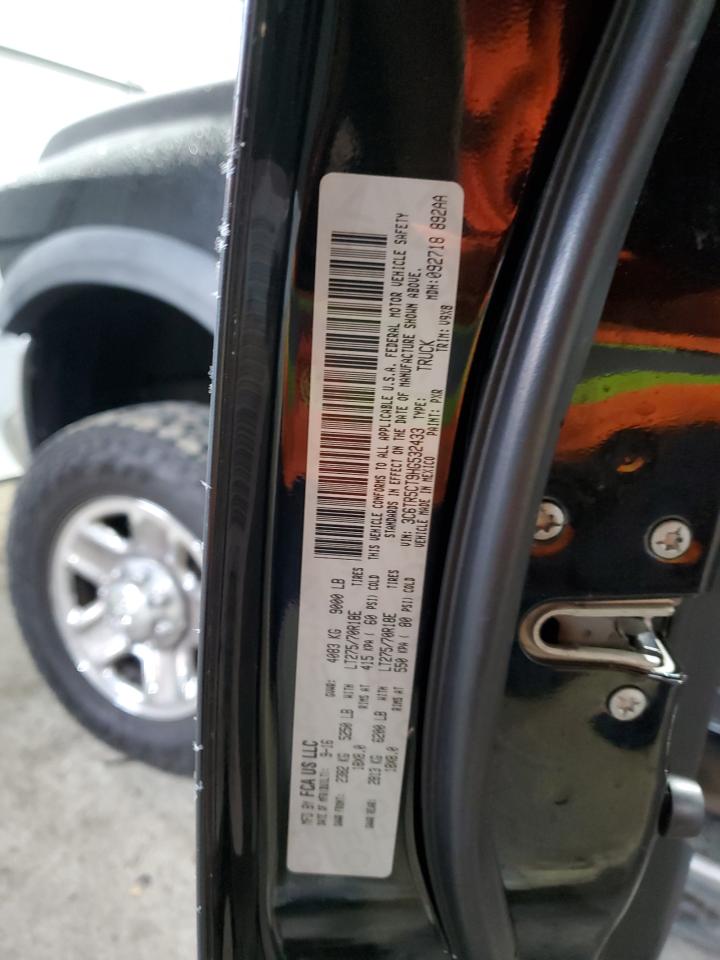 MFD BY FCA US LLC
DATE OF MFR(BUILT): 9-16 GVWR: 4083 KG 9000 LB
GAWR FRONT: 2382 KG 5250 LB WITH LT275/70R18E TIRES
18X8.0 RIMS AT 415 KPA ( 60 PSI) COLD
GAWR REAR: 2813 KG 6200 LB WITH LT275/70R18E TIRES
18X8.0 RIMS AT 550 KPA ( 80 PSI) COLD
THIS VEHICLE CONFORMS TO ALL APPLICABLE U.S.A. FEDERAL MOTOR VEHICLE SAFETY
STANDARDS IN EFFECT ON THE DATE OF MANUFACTURE SHOWN ABOVE.
VIN: 3C6TR5CT9HG532433 TYPE: TRUCK MDH:092718 892AA
VEHICLE MADE IN MEXICO PAINT: PXR TRIM: V9X8